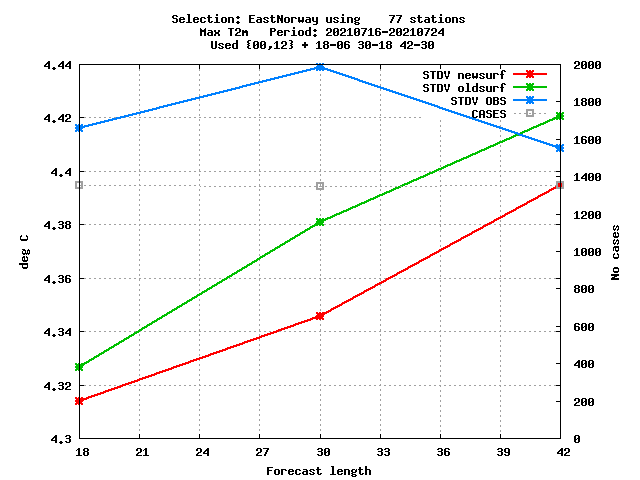 Selection: EastNorway using    77 stations
Max T2m   Period: 20210716-20210724
Used {00,12} + 18-06 30-18 42-30
STDV newsurf
STDV oldsurf
STDV OBS
CASES
deg C
4.44
4.42
4.4
4.38
4.36
4.34
4.32
4.3
2000
1800
1600
1400
1200
1000
800
600
400
200
0
No cases
18 21 24 27 30 33 36 39 42
Forecast length